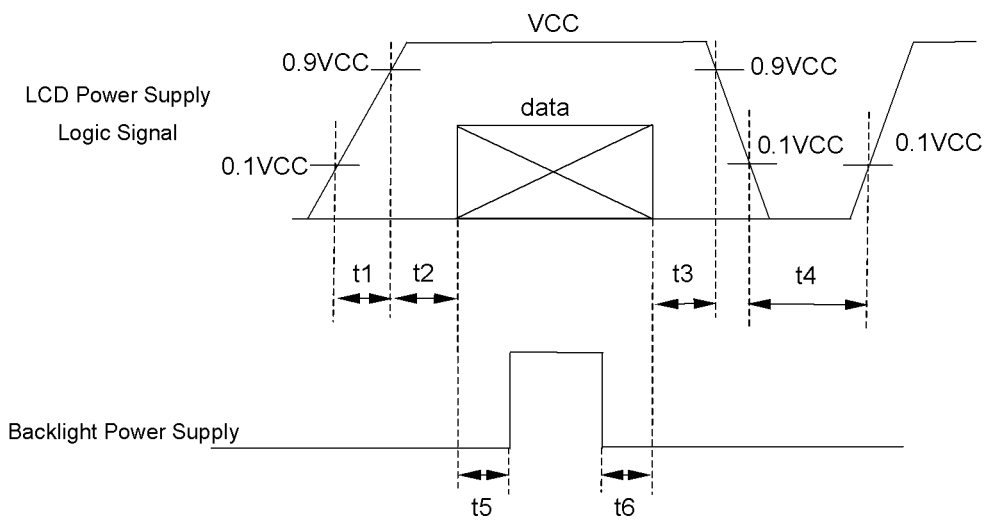 VCC
0.9VCC
0.9VCC
LCD Power Supply
Logic Signal
data
0.1VCC
0.1VCC
0.1VCC
t1
t2
t3
t4
Backlight Power Supply
t5
t6